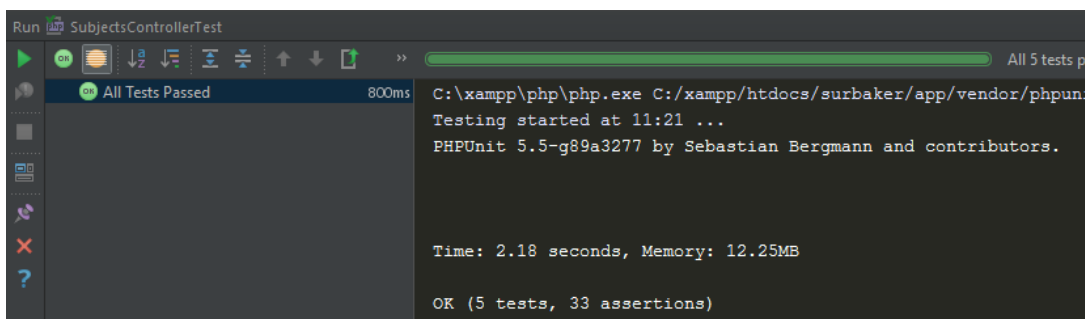 Run SubjectsControllerTest
OK
All 5 tests p
OK All Tests Passed 800ms
C:\xampp\php\php.exe C:/xampp/htdocs/surbaker/app/vendor/phpuni
Testing started at 11:21 ...
PHPUnit 5.5-g89a3277 by Sebastian Bergmann and contributors.
Time: 2.18 seconds, Memory: 12.25MB
OK (5 tests, 33 assertions)